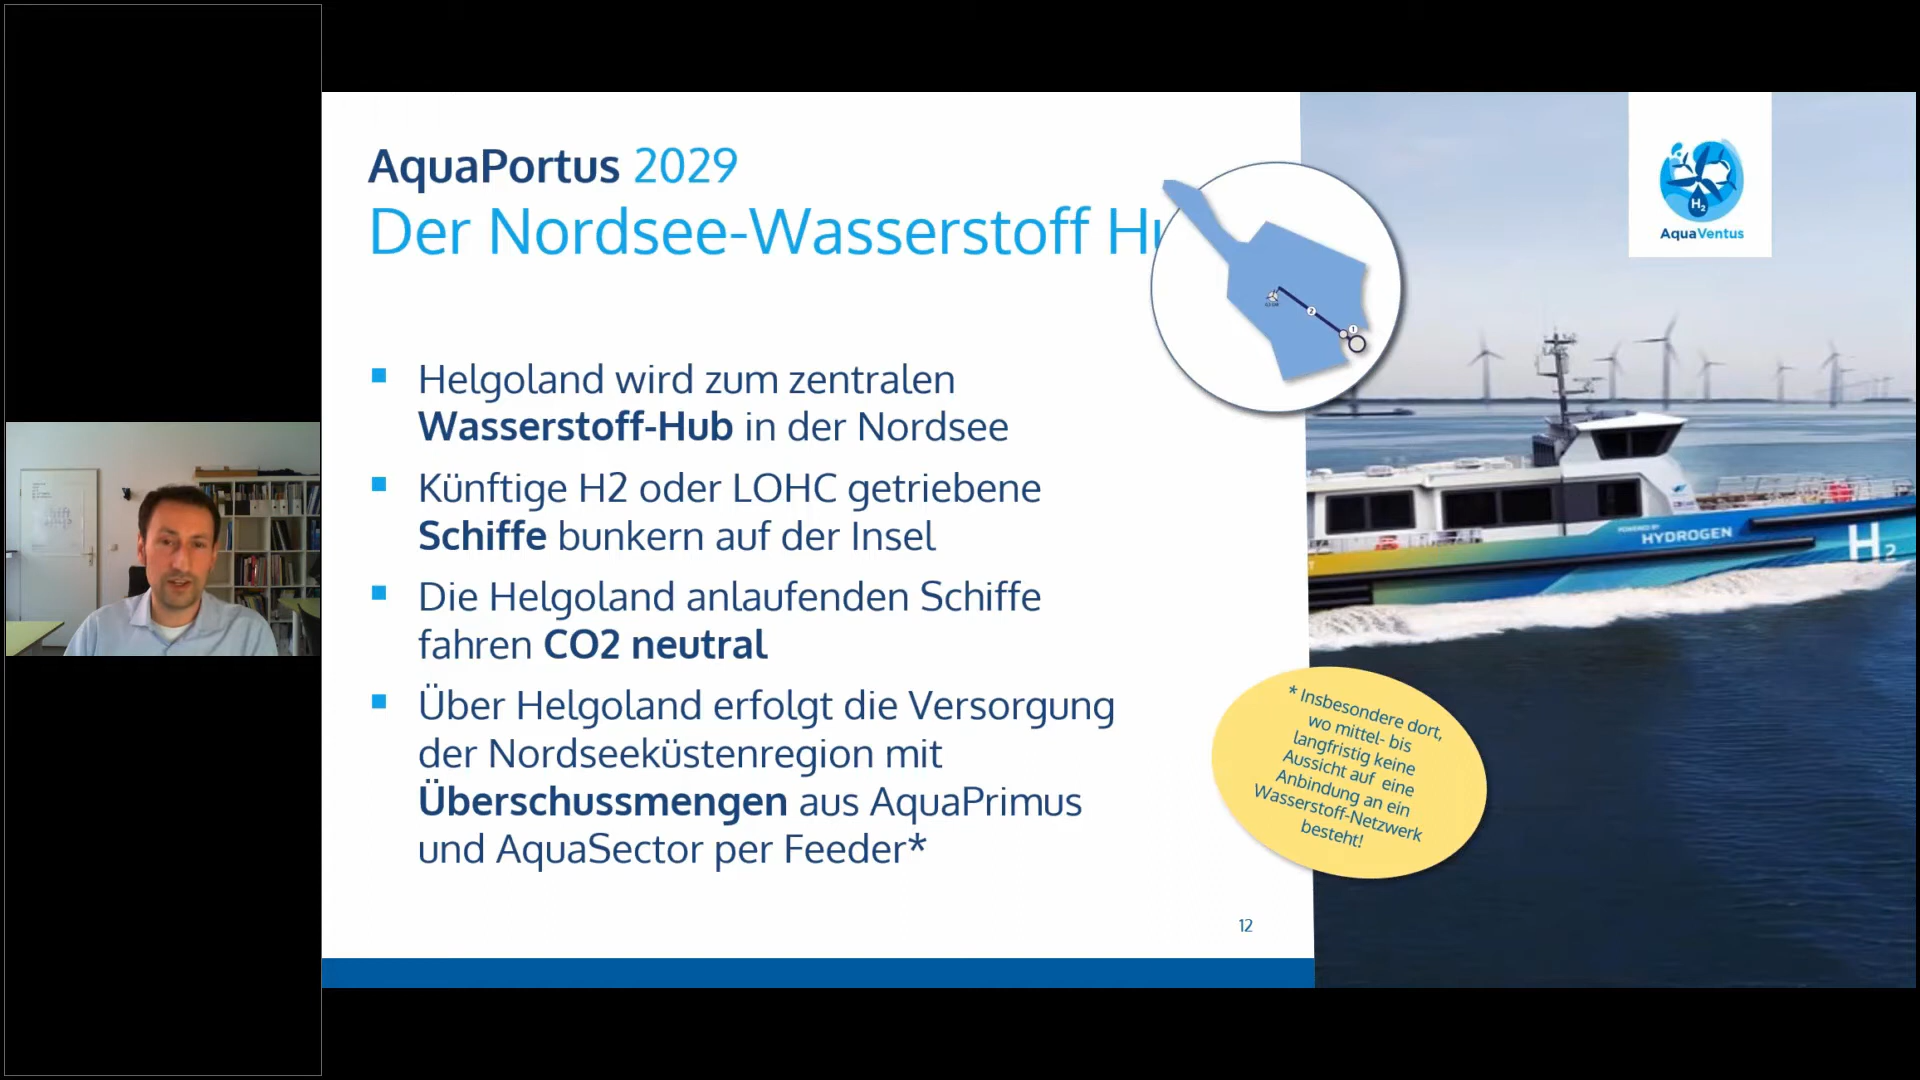 AquaPortus 2029
Der Nordsee-Wasserstoff Hu
Helgoland wird zum zentralen
Wasserstoff-Hub in der Nordsee
Künftige H2 oder LOHC getriebene
Schiffe bunkern auf der Insel
Die Helgoland anlaufenden Schiffe
fahren CO2 neutral
Über Helgoland erfolgt die Versorgung
der Nordseeküstenregion mit
Überschussmengen aus AquaPrimus
und AquaSector per Feeder*
12
2
1
H2
AquaVentus
POWERED BY
HYDROGEN
H2
* Insbesondere dort,
wo mittel- bis
langfristig keine
Aussicht auf eine
Anbindung an ein
Wasserstoff-Netzwerk
besteht!